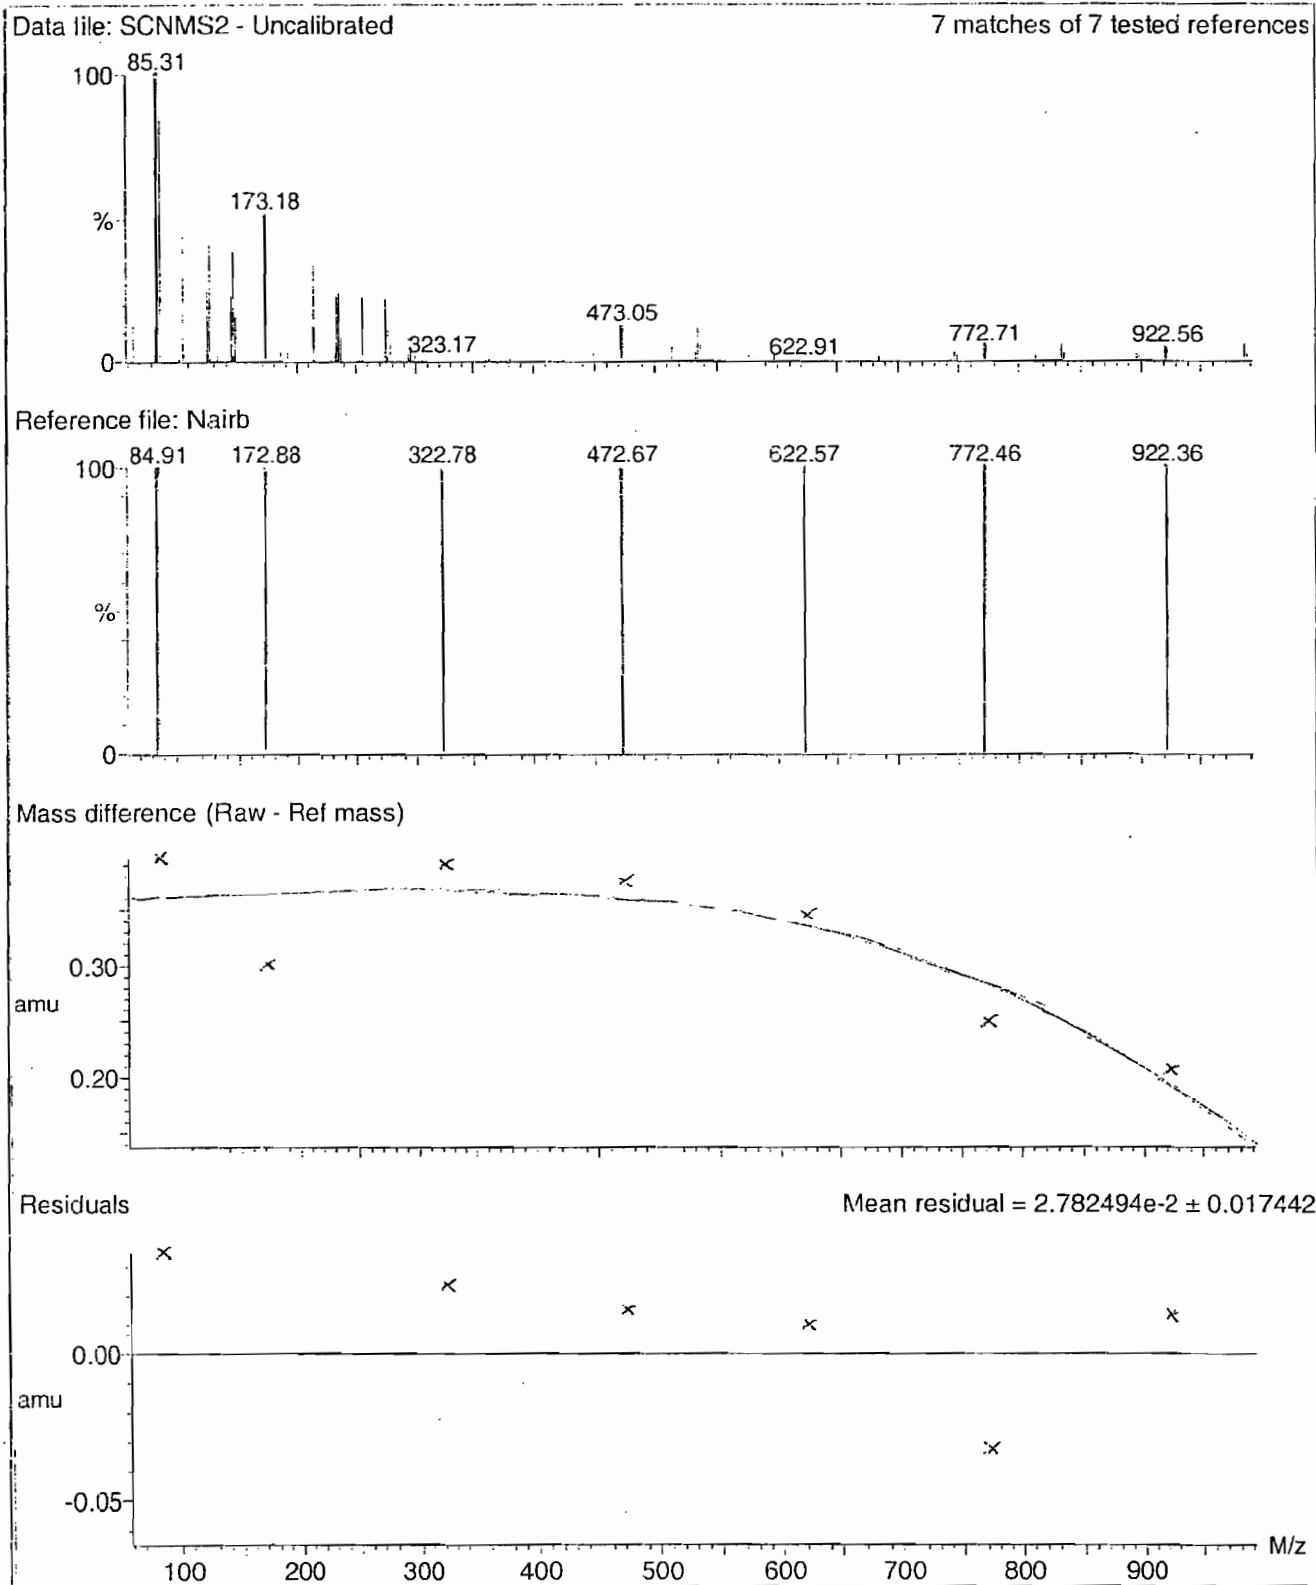 Data file: SCNMS2 - Uncalibrated 7 matches of 7 tested references
85.31
100
173.18
%
473.05
323.17 622.91 772.71 922.56
0
Reference file: Nairb
84.91 172.88 322.78 472.67 622.57 772.46 922.36
100
%
0
Mass difference (Raw - Ref mass)
0.30
amu
0.20
Residuals Mean residual = 2.782494e-2 ± 0.017442
0.00
amu
-0.05
M/z
100 200 300 400 500 600 700 800 900